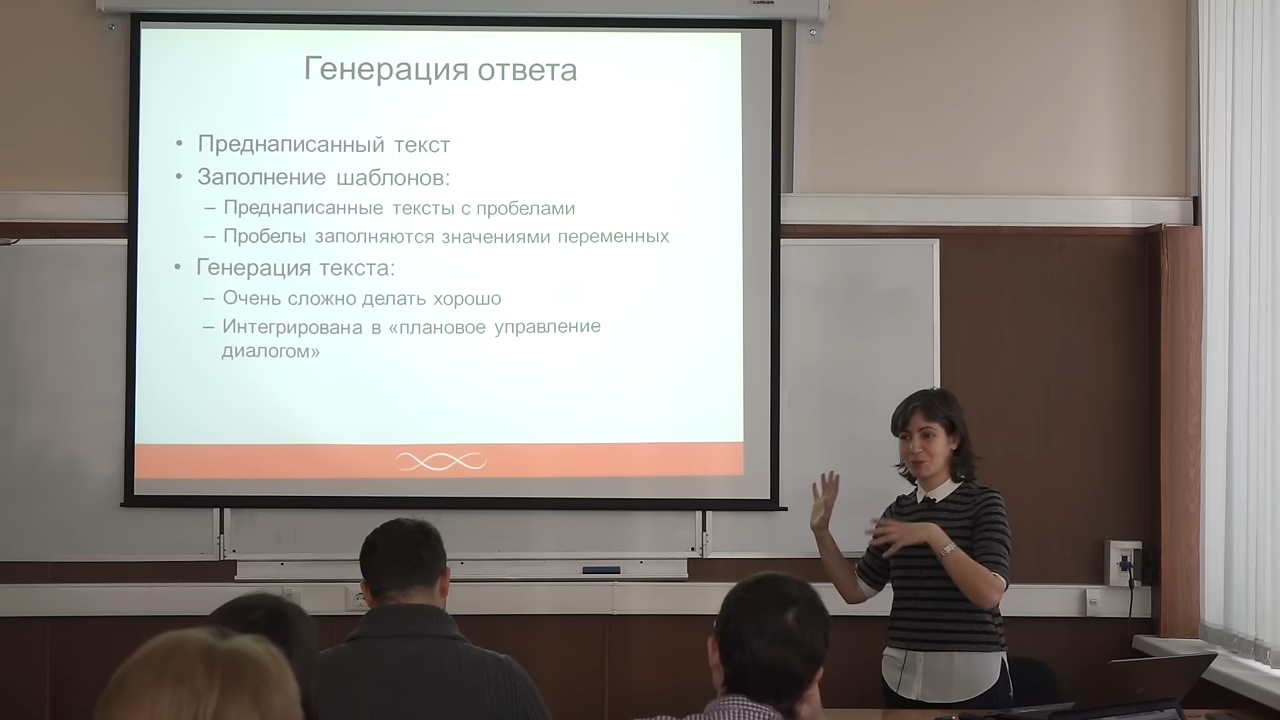 Генерация ответа
• Преднаписанный текст
• Заполнение шаблонов:
– Преднаписанные тексты с пробелами
– Пробелы заполняются значениями переменных
• Генерация текста:
– Очень сложно делать хорошо
– Интегрирована в «плановое управление
диалогом»